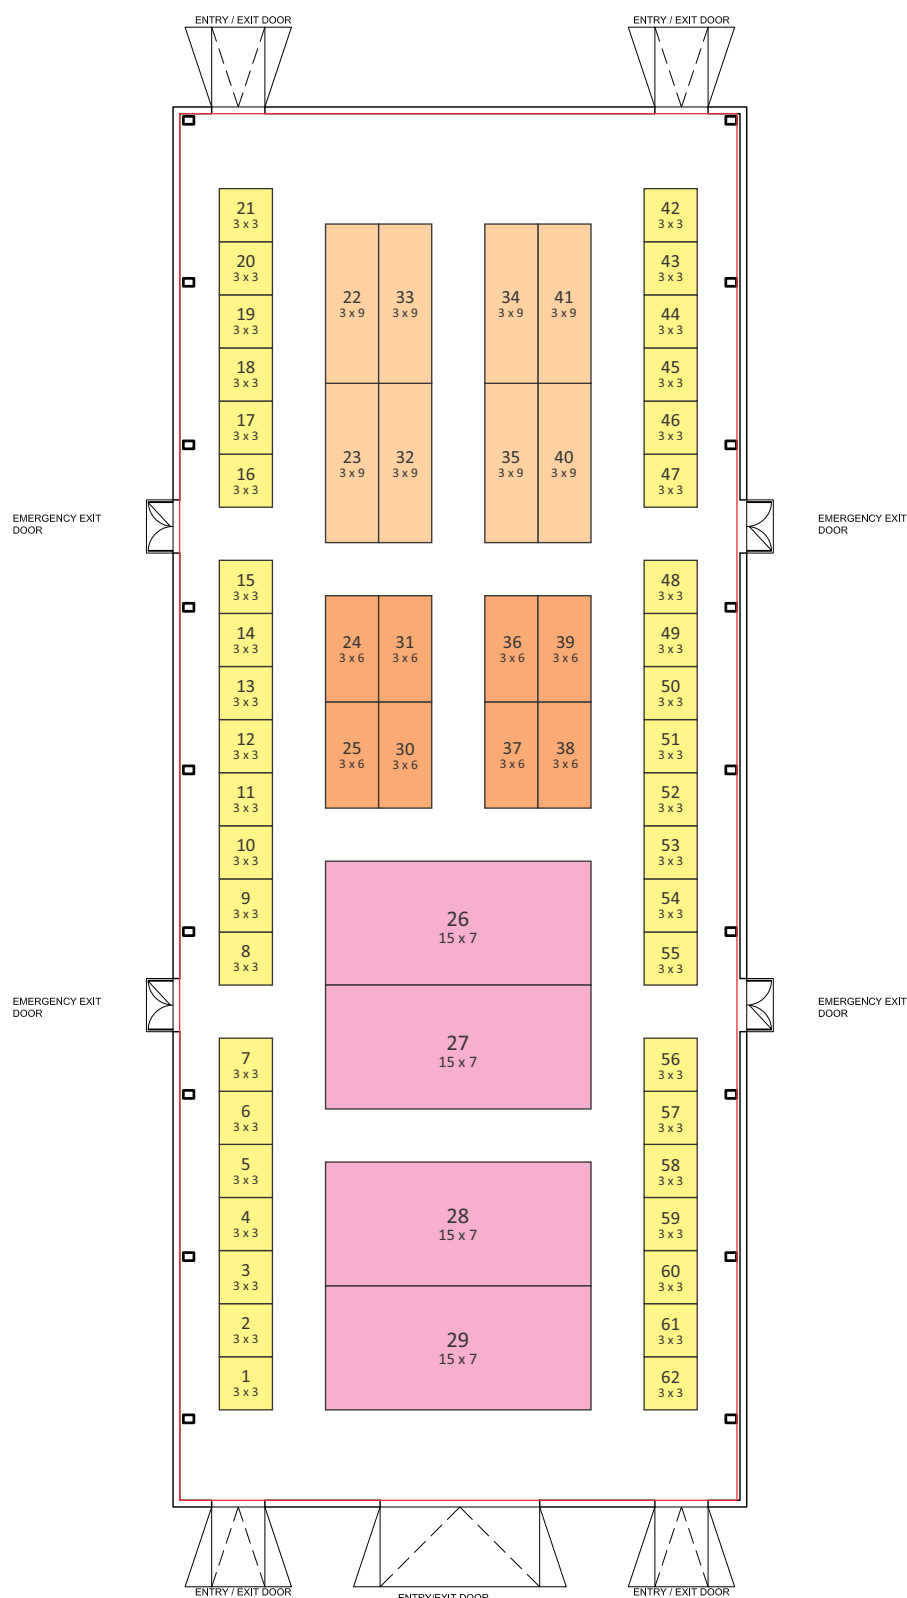 ENTRY / EXIT DOOR
ENTRY / EXIT DOOR
21
3 x 3
20
3 x 3
19
3 x 3
18
3 x 3
17
3 x 3
16
3 x 3
22
3 x 9
33
3 x 9
34
3 x 9
41
3 x 9
23
3 x 9
32
3 x 9
35
3 x 9
40
3 x 9
42
3 x 3
43
3 x 3
44
3 x 3
45
3 x 3
46
3 x 3
47
3 x 3
EMERGENCY EXIT
DOOR
EMERGENCY EXIT
DOOR
15
3 x 3
14
3 x 3
13
3 x 3
12
3 x 3
11
3 x 3
10
3 x 3
9
3 x 3
8
3 x 3
24
3 x 6
31
3 x 6
36
3 x 6
39
3 x 6
25
3 x 6
30
3 x 6
37
3 x 6
38
3 x 6
26
15 x 7
27
15 x 7
48
3 x 3
49
3 x 3
50
3 x 3
51
3 x 3
52
3 x 3
53
3 x 3
54
3 x 3
55
3 x 3
EMERGENCY EXIT
DOOR
EMERGENCY EXIT
DOOR
7
3 x 3
6
3 x 3
5
3 x 3
4
3 x 3
3
3 x 3
2
3 x 3
1
3 x 3
28
15 x 7
29
15 x 7
56
3 x 3
57
3 x 3
58
3 x 3
59
3 x 3
60
3 x 3
61
3 x 3
62
3 x 3
ENTRY / EXIT DOOR
ENTRY/EXIT DOOR
ENTRY / EXIT DOOR